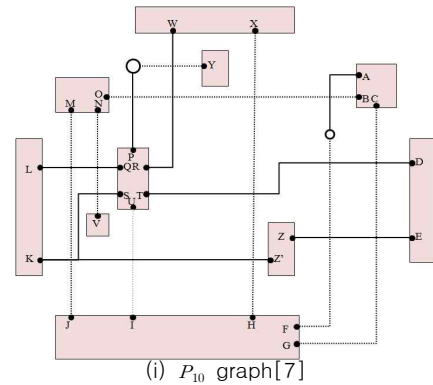 W X
Y
A
O
M N B C
P
L Q R D
S T
U
V
Z E
K Z'
J I H F
G
(i) P₁₀ graph[7]